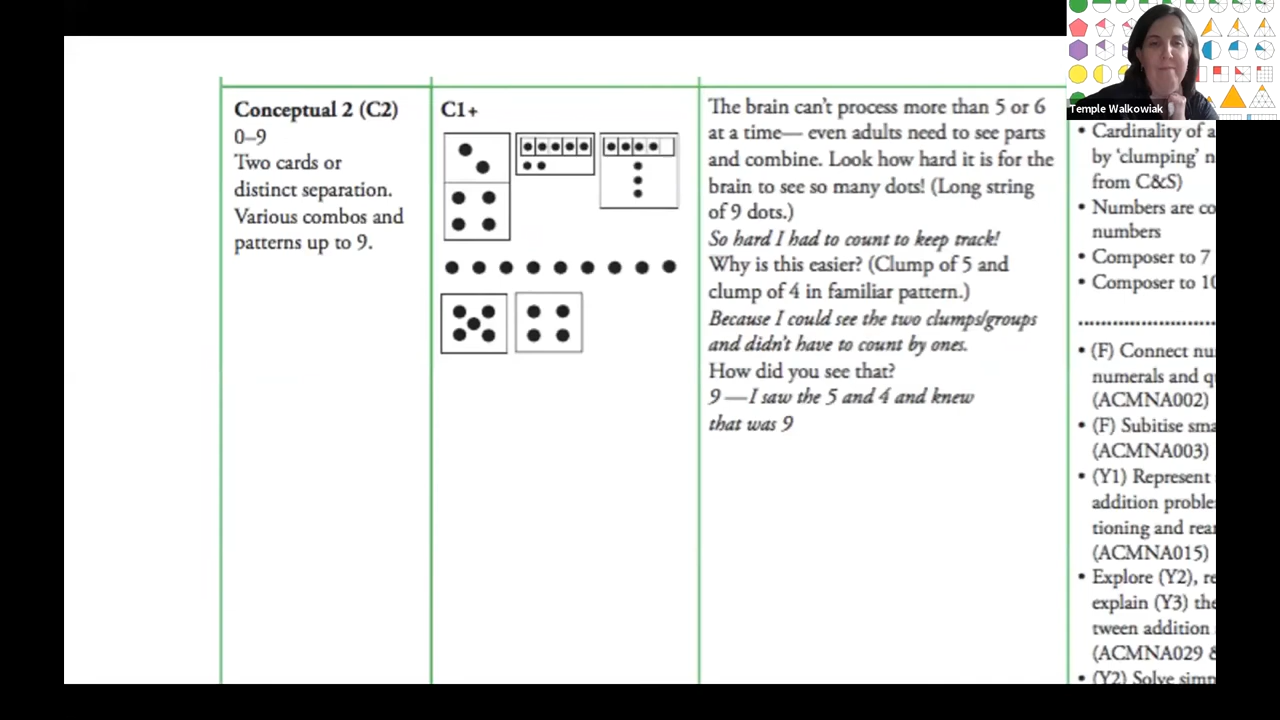 Temple Walkowiak
Conceptual 2 (C2)
0–9
Two cards or
distinct separation.
Various combos and
patterns up to 9.
C1+
The brain can't process more than 5 or 6
at a time— even adults need to see parts
and combine. Look how hard it is for the
brain to see so many dots! (Long string
of 9 dots.)
So hard I had to count to keep track!
Why is this easier? (Clump of 5 and
clump of 4 in familiar pattern.)
Because I could see the two clumps/groups
and didn't have to count by ones.
How did you see that?
9 —I saw the 5 and 4 and knew
that was 9
Cardinality of a
by 'clumping' n
from C&S)
• Numbers are co
numbers
• Composer to 7
• Composer to 10
• (F) Connect nu
numerals and q
(ACMNA002)
• (F) Subitise sma
(ACMNA003)
• (Y1) Represent
addition proble
tioning and rea
(ACMNA015)
• Explore (Y2), re
explain (Y3) the
tween addition
(ACMNA029 &
• (Y2) Solve simp